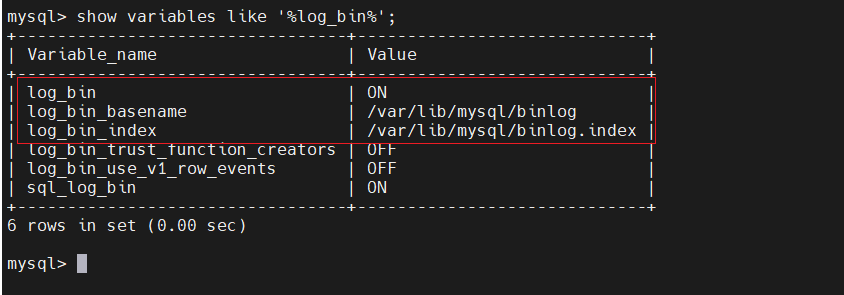 mysql> show variables like '%log_bin%';
+---------------------------------+-----------------------------+
| Variable_name                   | Value                       |
+---------------------------------+-----------------------------+
| log_bin                         | ON                          |
| log_bin_basename                | /var/lib/mysql/binlog       |
| log_bin_index                   | /var/lib/mysql/binlog.index |
| log_bin_trust_function_creators | OFF                         |
| log_bin_use_v1_row_events       | OFF                         |
| sql_log_bin                     | ON                          |
+---------------------------------+-----------------------------+
6 rows in set (0.00 sec)
mysql>